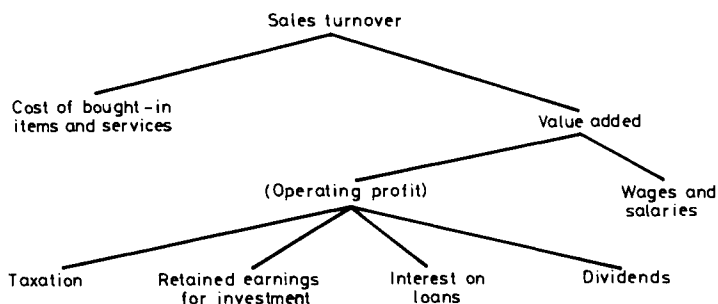 Sales turnover
Cost of bought-in
items and services
Value added
(Operating profit)
Wages and
salaries
Taxation
Retained earnings
for investment
Interest on
loans
Dividends